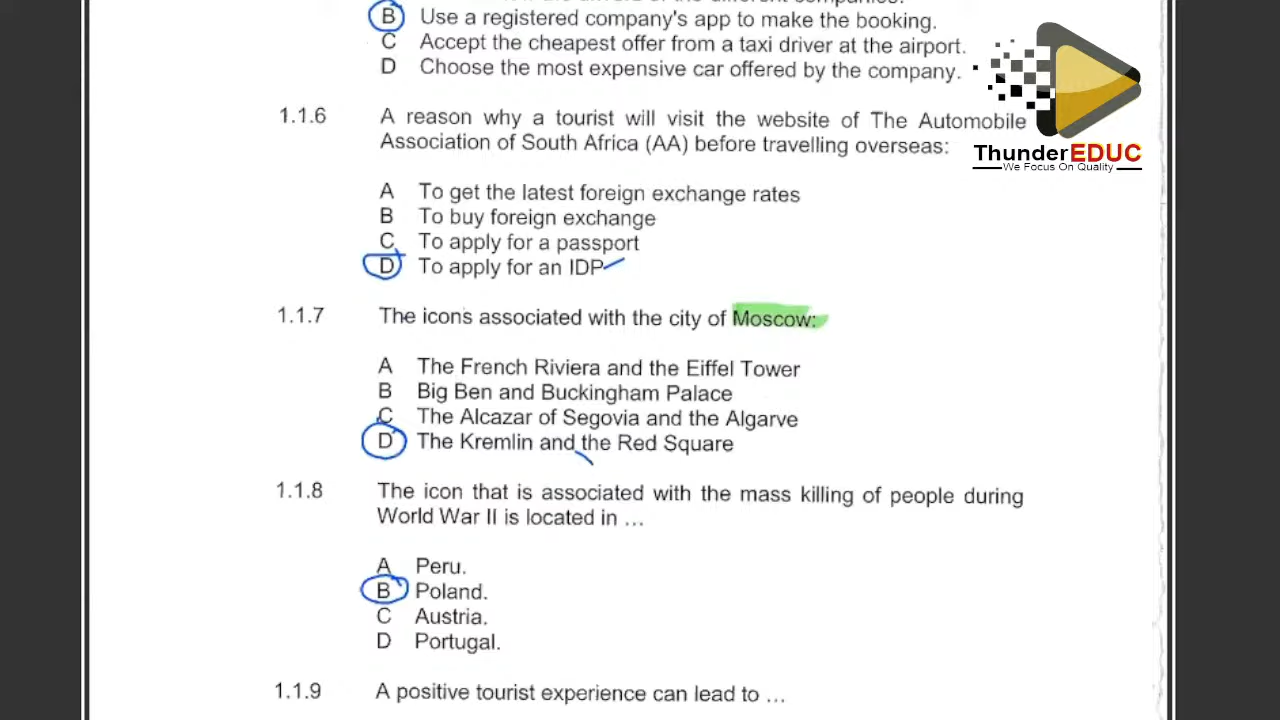 B Use a registered company's app to make the booking.
C Accept the cheapest offer from a taxi driver at the airport.
D Choose the most expensive car offered by the company.
ThunderEDUC
We Focus On Quality
1.1.6 A reason why a tourist will visit the website of The Automobile
Association of South Africa (AA) before travelling overseas:
A To get the latest foreign exchange rates
B To buy foreign exchange
C To apply for a passport
D To apply for an IDP
1.1.7 The icons associated with the city of Moscow:
A The French Riviera and the Eiffel Tower
B Big Ben and Buckingham Palace
C The Alcazar of Segovia and the Algarve
D The Kremlin and the Red Square
1.1.8 The icon that is associated with the mass killing of people during
World War II is located in ...
A Peru.
B Poland.
C Austria.
D Portugal.
1.1.9 A positive tourist experience can lead to ...